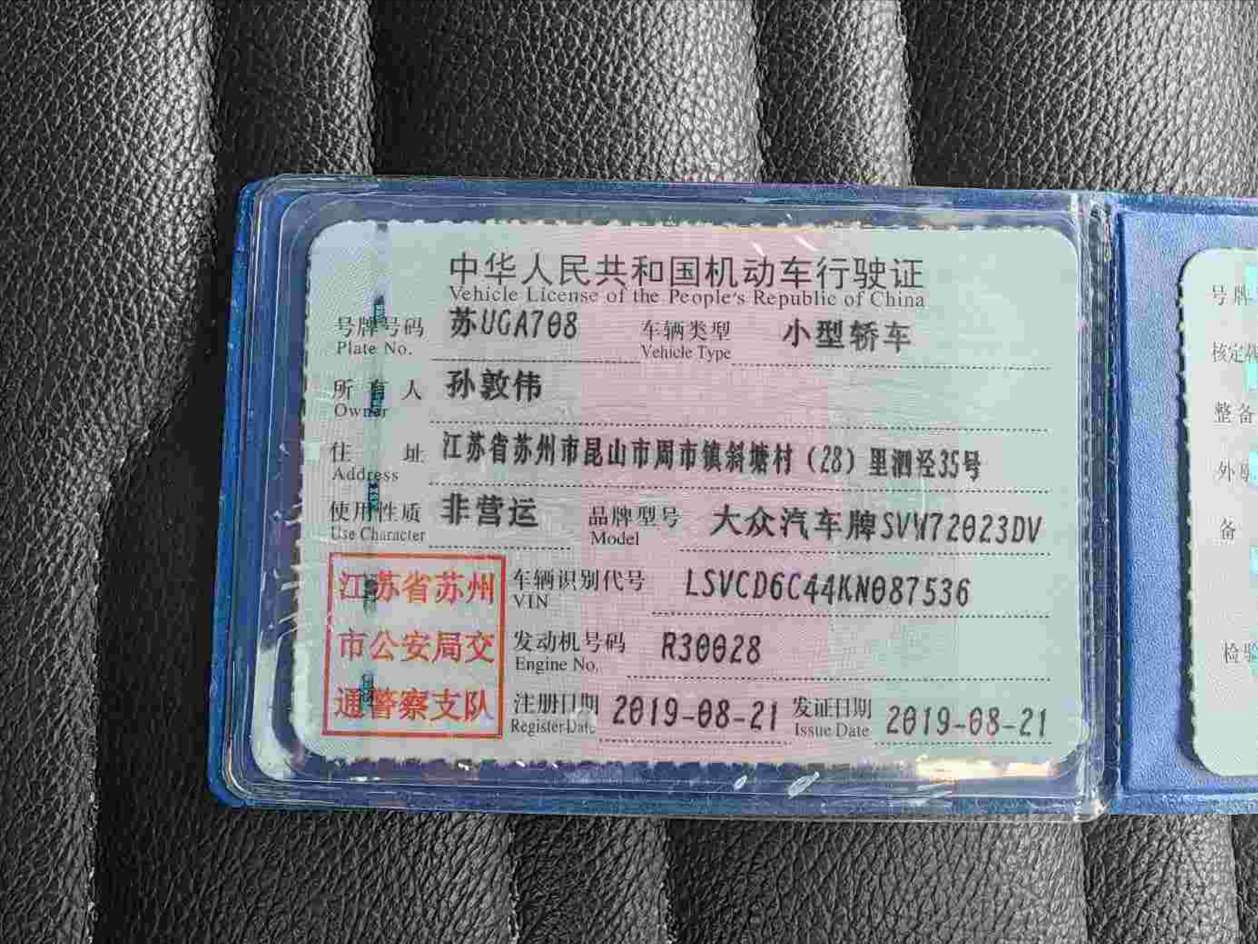 中华人民共和国机动车行驶证
Vehicle License of the People's Republic of China
号牌号码 苏UGA708 车辆类型 小型轿车
Plate No. Vehicle Type
所有人 孙敦伟
Owner
住址 江苏省苏州市昆山市周市镇斜塘村（28）里泗泾35号
Address
使用性质 非营运 品牌型号 大众汽车牌SVW72023DV
Use Character Model
车辆识别代号 LSVCD6C44KN087536
VIN
发动机号码 R30028
Engine No.
注册日期 2019-08-21 发证日期 2019-08-21
Register Date Issue Date
江苏省苏州
市公安局交
通警察支队
号牌
核定
整备
外
备
检验